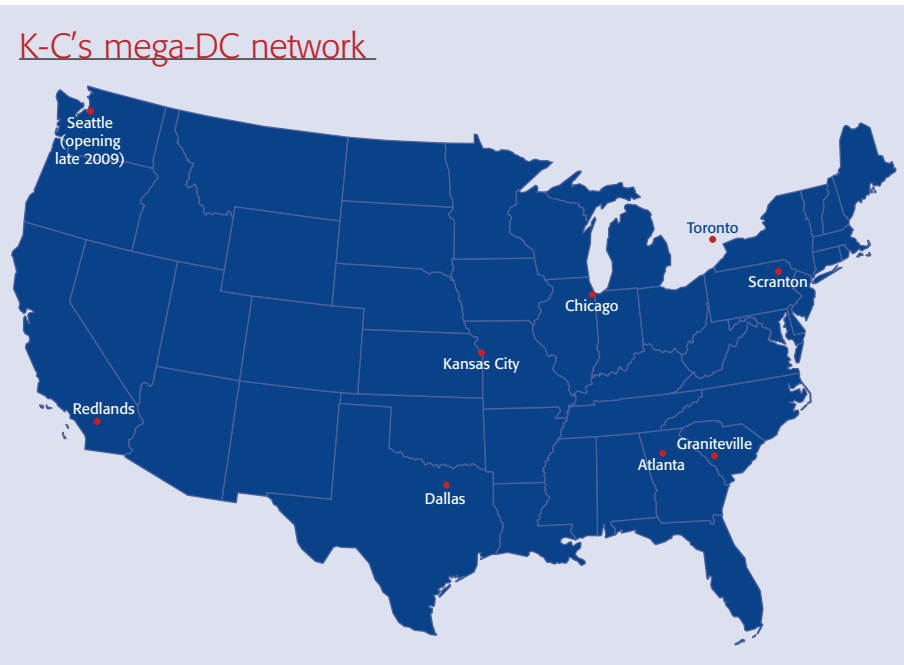 K-C's mega-DC network
Seattle
(opening
late 2009)
Toronto
Scranton
Chicago
Kansas City
Redlands
Graniteville
Atlanta
Dallas